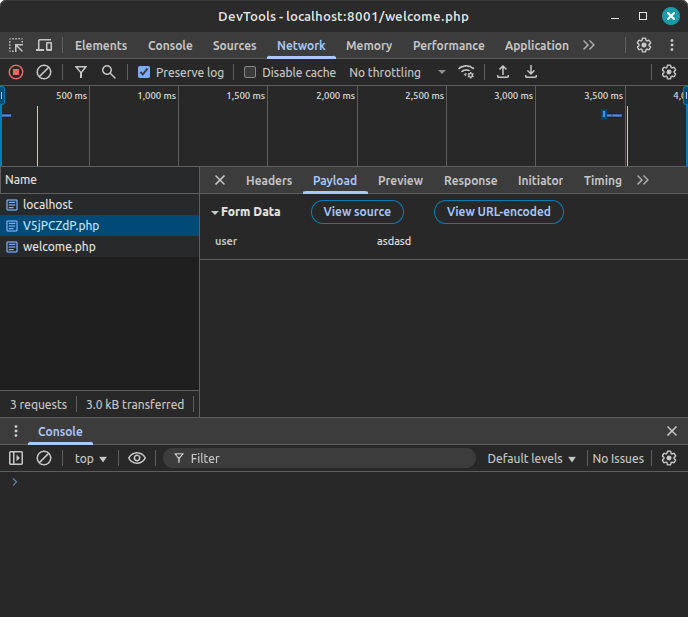 DevTools - localhost:8001/welcome.php
Elements Console Sources Network Memory Performance Application
Preserve log Disable cache No throttling
500 ms 1,000 ms 1,500 ms 2,000 ms 2,500 ms 3,000 ms 3,500 ms 4,0
Name
localhost
V5jPCZdP.php
welcome.php
3 requests 3.0 kB transferred
Headers Payload Preview Response Initiator Timing
Form Data View source View URL-encoded
user asdasd
Console
top Filter Default levels No Issues